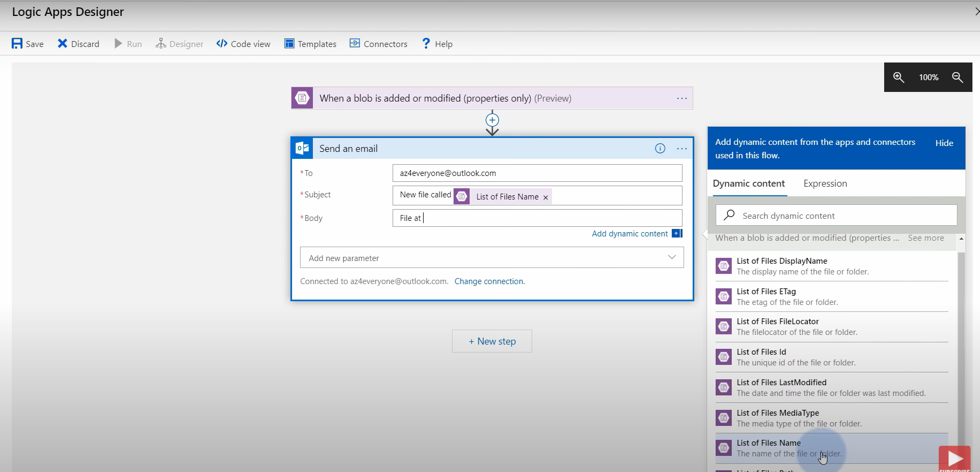 Logic Apps Designer
Save Discard Run Designer Code view Templates Connectors ? Help
100%
When a blob is added or modified (properties only) (Preview) ...
Send an email ...
*To az4everyone@outlook.com
*Subject New file called List of Files Name ×
*Body File at
Add dynamic content
Add new parameter
Connected to az4everyone@outlook.com. Change connection.
+ New step
Add dynamic content from the apps and connectors
used in this flow.
Hide
Dynamic content Expression
Search dynamic content
When a blob is added or modified (properties ... See more
List of Files DisplayName
The display name of the file or folder.
List of Files ETag
The etag of the file or folder.
List of Files FileLocator
The filelocator of the file or folder.
List of Files Id
The unique id of the file or folder.
List of Files LastModified
The date and time the file or folder was last modified.
List of Files MediaType
The media type of the file or folder.
List of Files Name
The name of the file or folder.
SUBSCRIBE